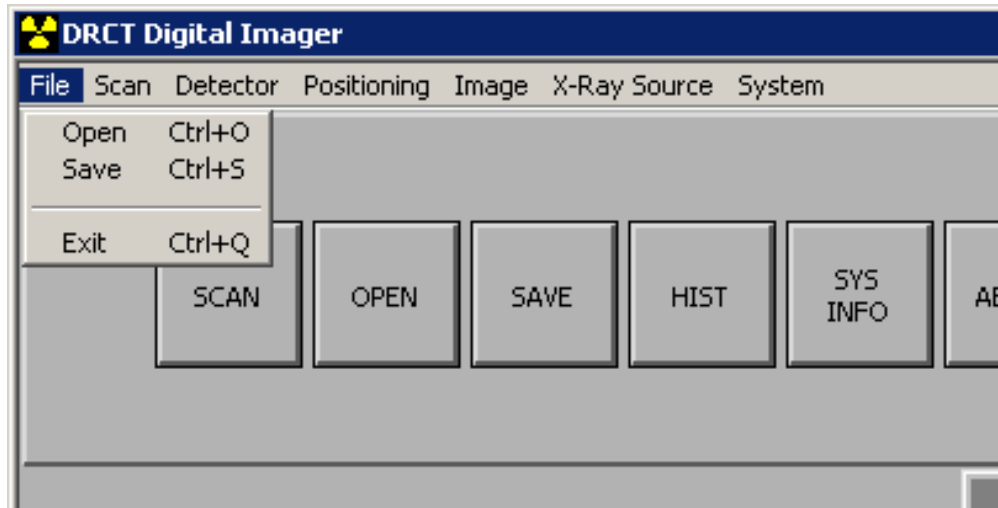 DRCT Digital Imager
File Scan Detector Positioning Image X-Ray Source System
Open Ctrl+O
Save Ctrl+S
Exit Ctrl+Q
SCAN
OPEN
SAVE
HIST
SYS
INFO